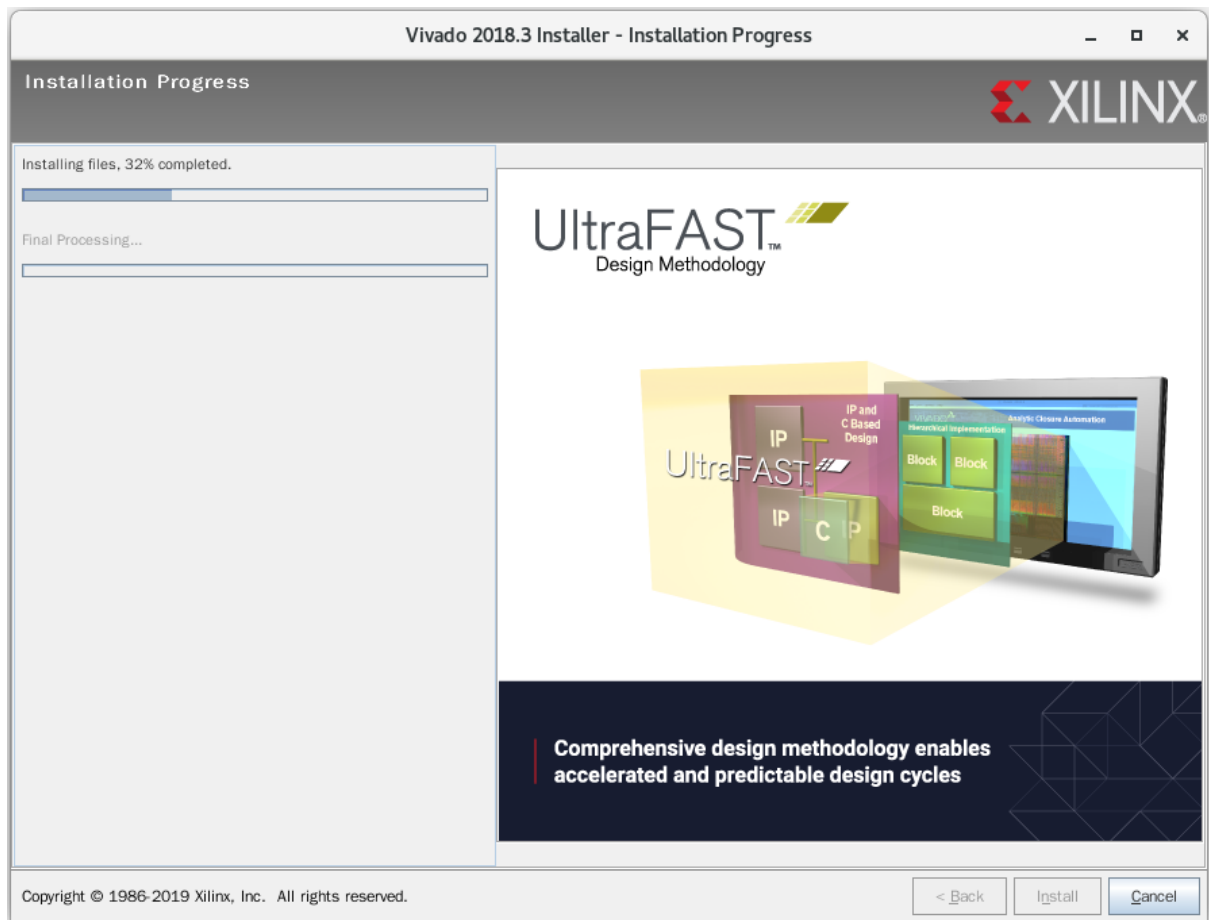 Vivado 2018.3 Installer - Installation Progress
Installation Progress
XILINX®
Installing files, 32% completed.
Final Processing...
UltraFAST™
Design Methodology
IP and
C Based
Design
IP
UltraFAST™
IP
C
IP
Analytic Closure Automation
Hierarchical Implementation
Block
Block
Block
Comprehensive design methodology enables
accelerated and predictable design cycles
Copyright © 1986-2019 Xilinx, Inc. All rights reserved.
< Back
Install
Cancel